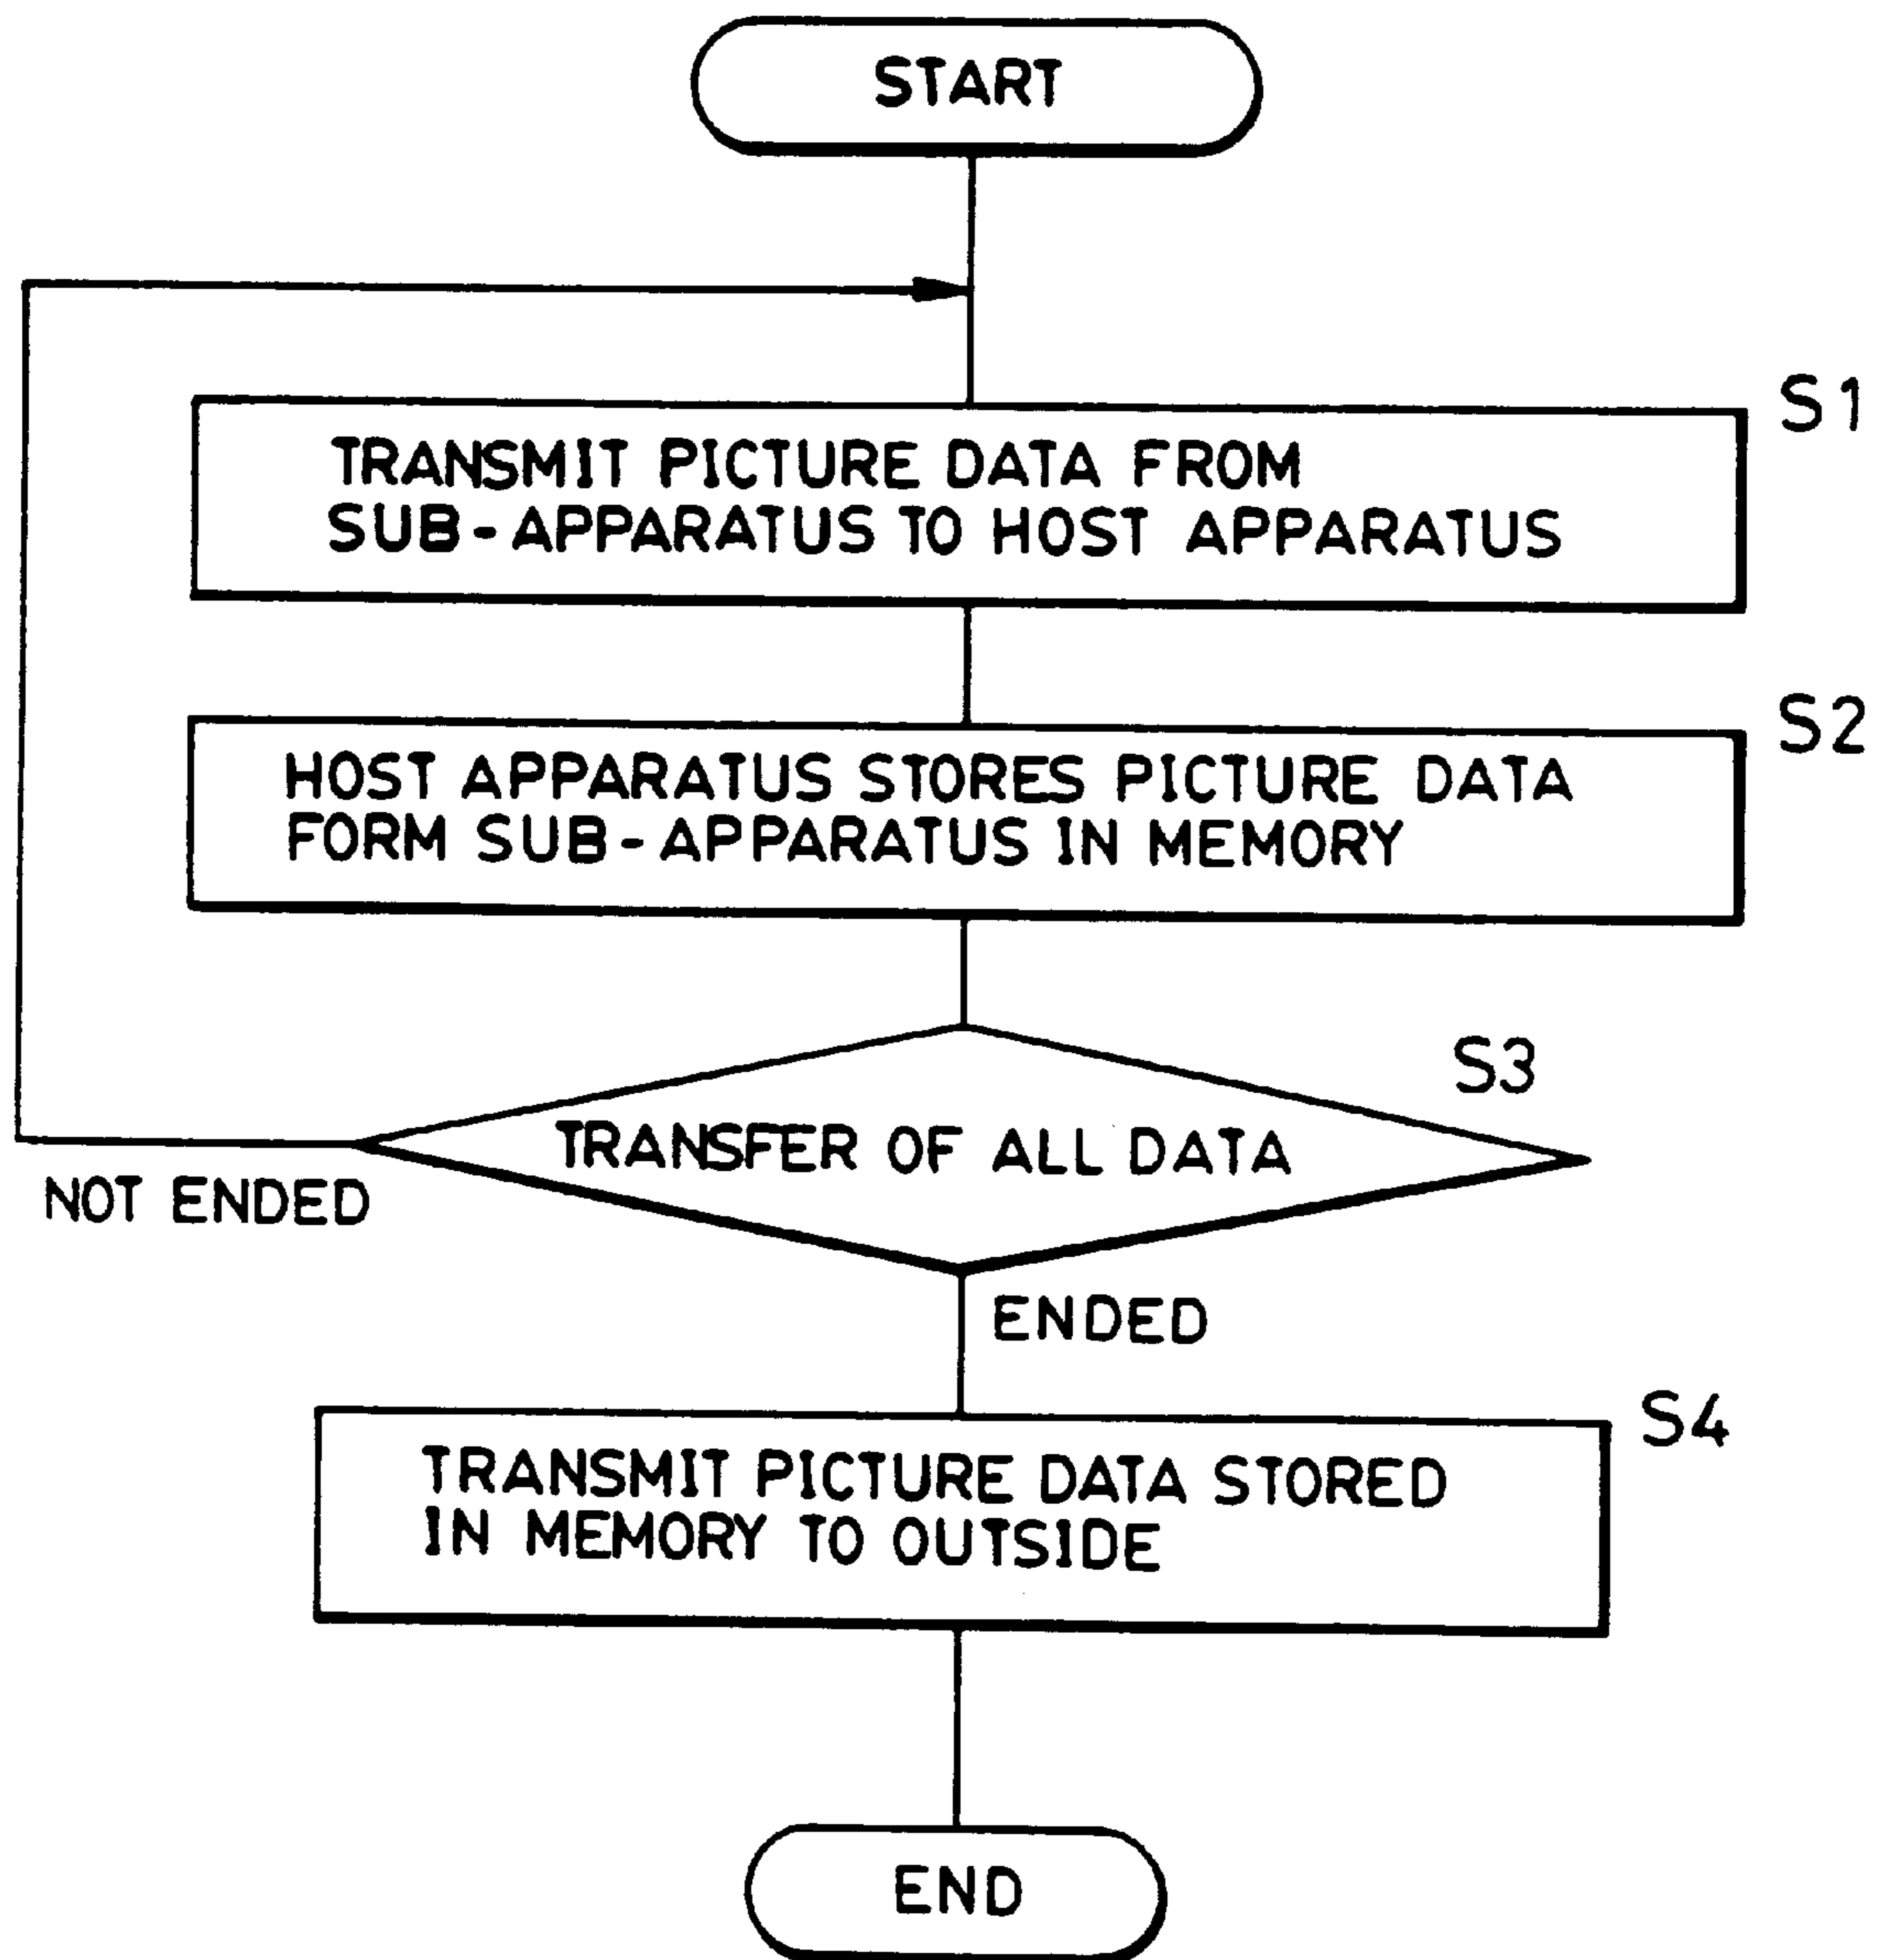 START
S1
TRANSMIT PICTURE DATA FROM
SUB-APPARATUS TO HOST APPARATUS
S2
HOST APPARATUS STORES PICTURE DATA
FORM SUB-APPARATUS IN MEMORY
S3
TRANSFER OF ALL DATA
NOT ENDED
ENDED
S4
TRANSMIT PICTURE DATA STORED
IN MEMORY TO OUTSIDE
END